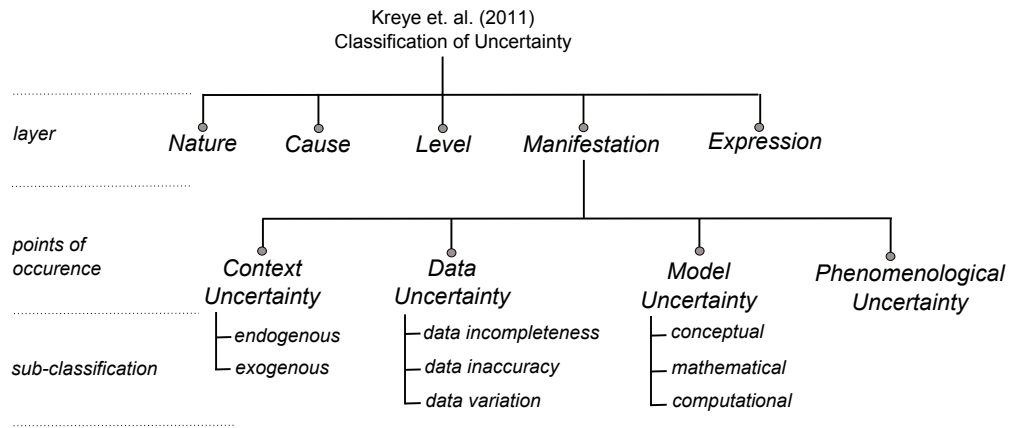 Kreye et. al. (2011)
Classification of Uncertainty
layer
Nature
Cause
Level
Manifestation
Expression
points of
occurence
Context
Uncertainty
Data
Uncertainty
Model
Uncertainty
Phenomenological
Uncertainty
sub-classification
endogenous
exogenous
data incompleteness
data inaccuracy
data variation
conceptual
mathematical
computational